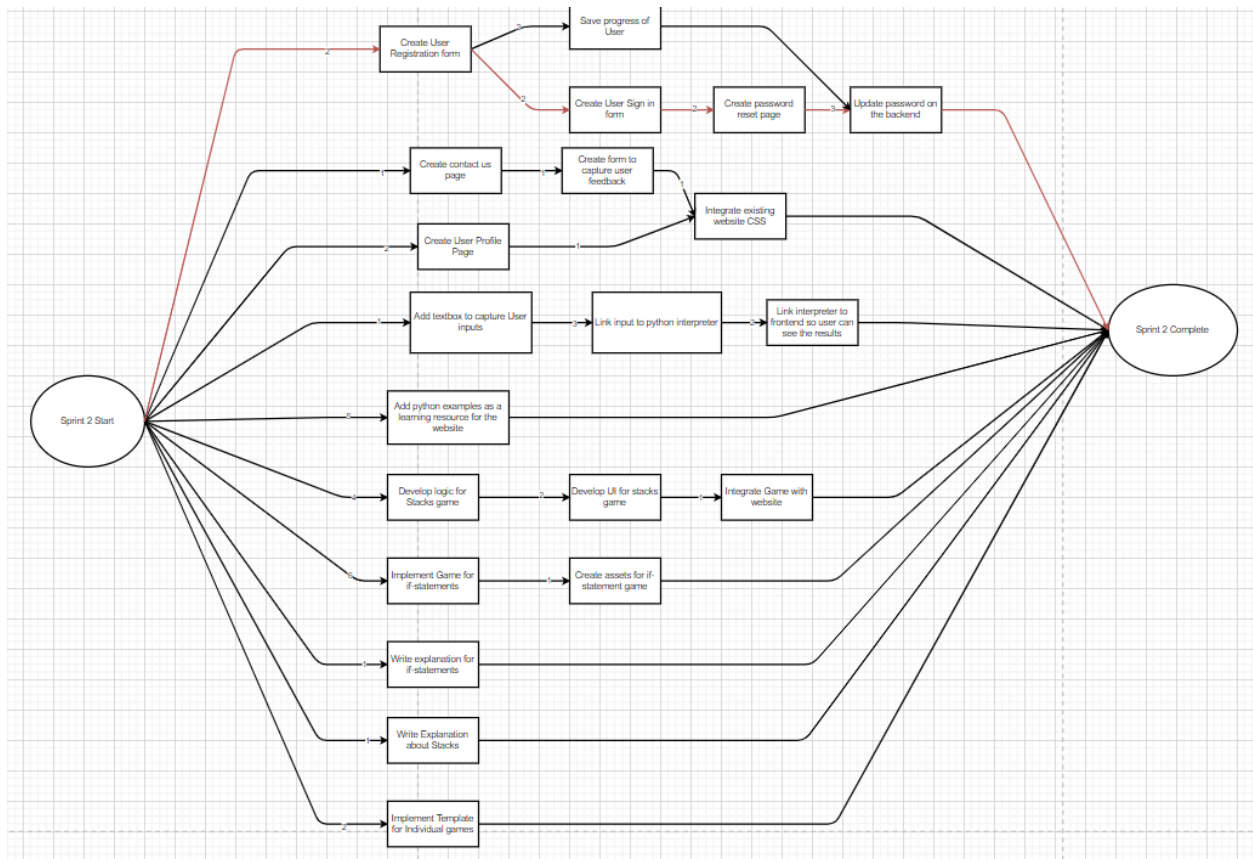 Save progress of
User
2
Create User
Registration form
2
2
Create User Sign in
form
2
Create password
reset page
3
Update password on
the backend
1
Create contact us
page
1
Create form to
capture user
feedback
1
Integrate existing
website CSS
2
Create User Profile
Page
1
Add textbox to capture User
inputs
3
Link input to python interpreter
2
Link interpreter to
frontend so user can
see the results
Sprint 2 Complete
Sprint 2 Start
5
Add python examples as a
learning resource for the
website
4
Develop logic for
Stacks game
2
Develop UI for stacks
game
1
Integrate Game with
website
Implement Game for
if-statements
1
Create assets for if-
statement game
1
Write explanation for
if-statements
1
Write Explanation
about Stacks
2
Implement Template
for Individual games